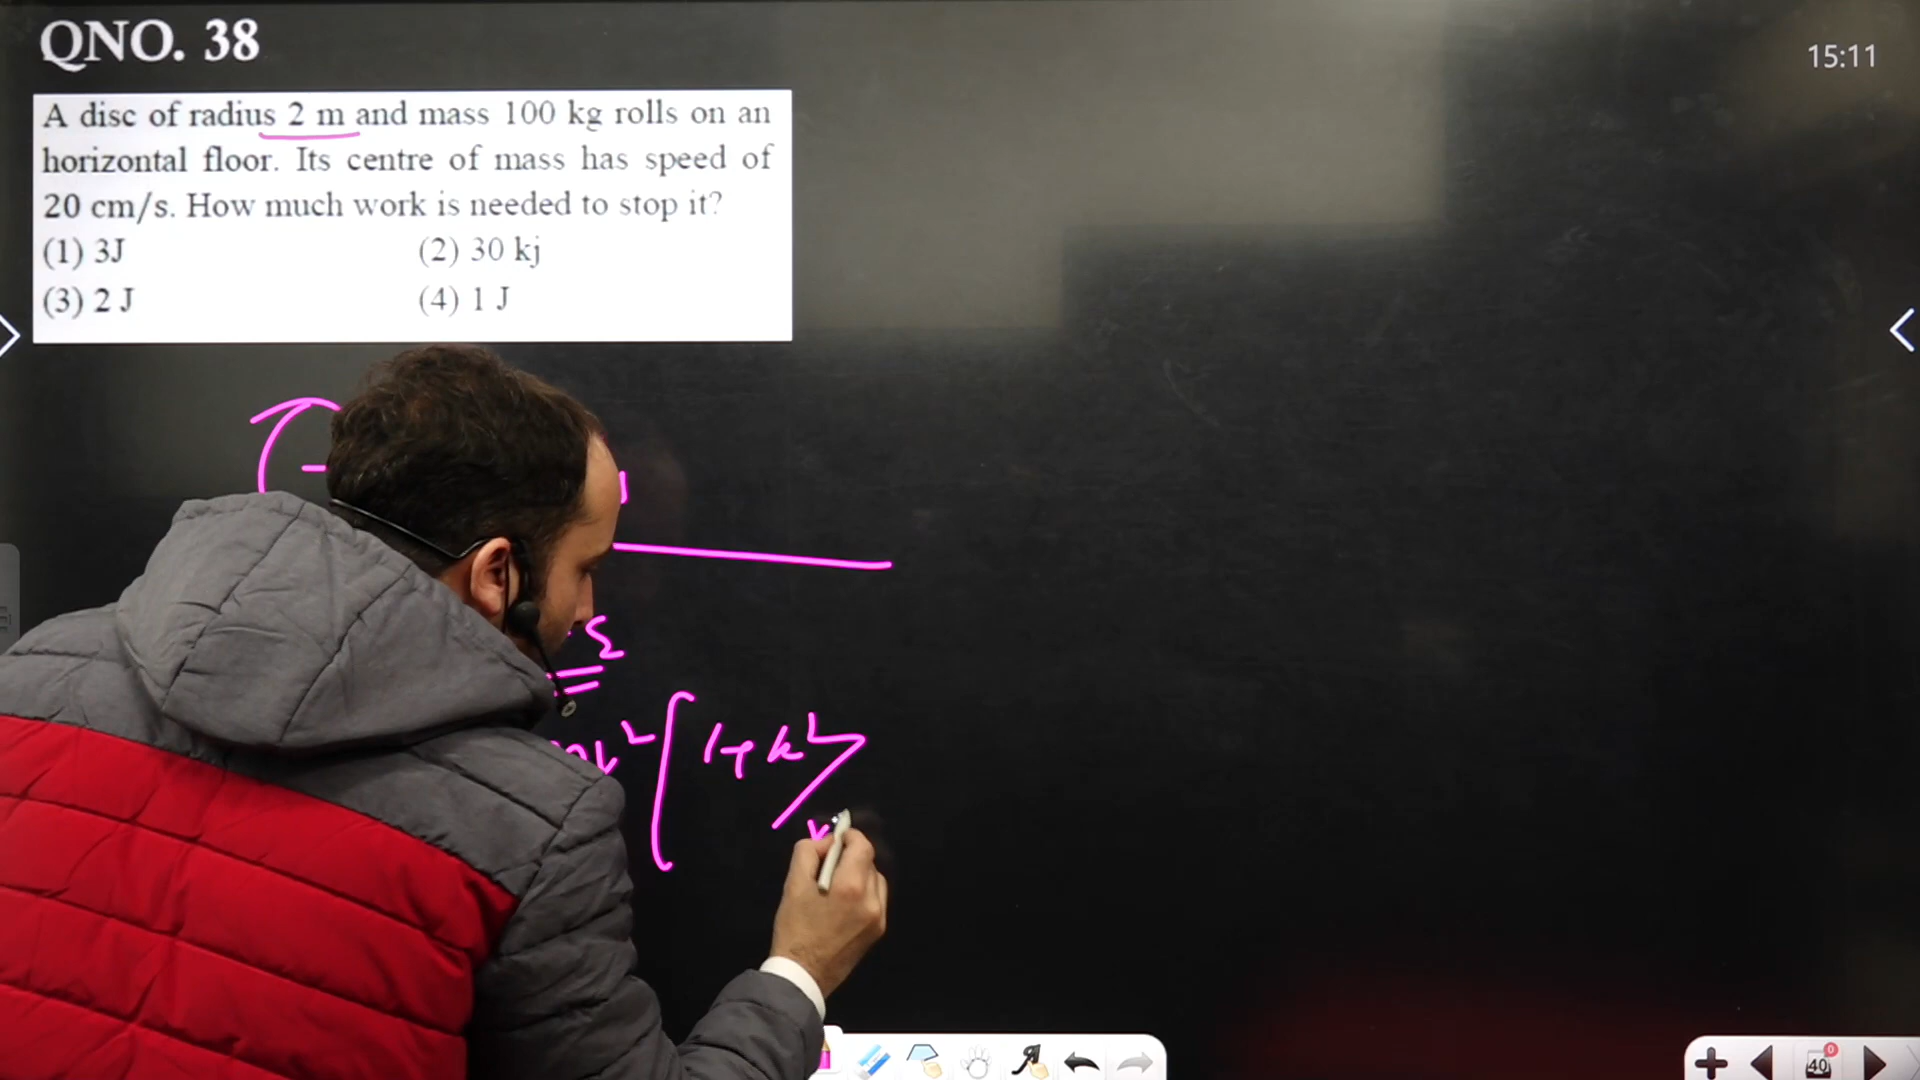 QNO. 38
15:11
A disc of radius 2 m and mass 100 kg rolls on an
horizontal floor. Its centre of mass has speed of
20 cm/s. How much work is needed to stop it?
(1) 3J (2) 30 kj
(3) 2 J (4) 1 J
[1+k²
40
0